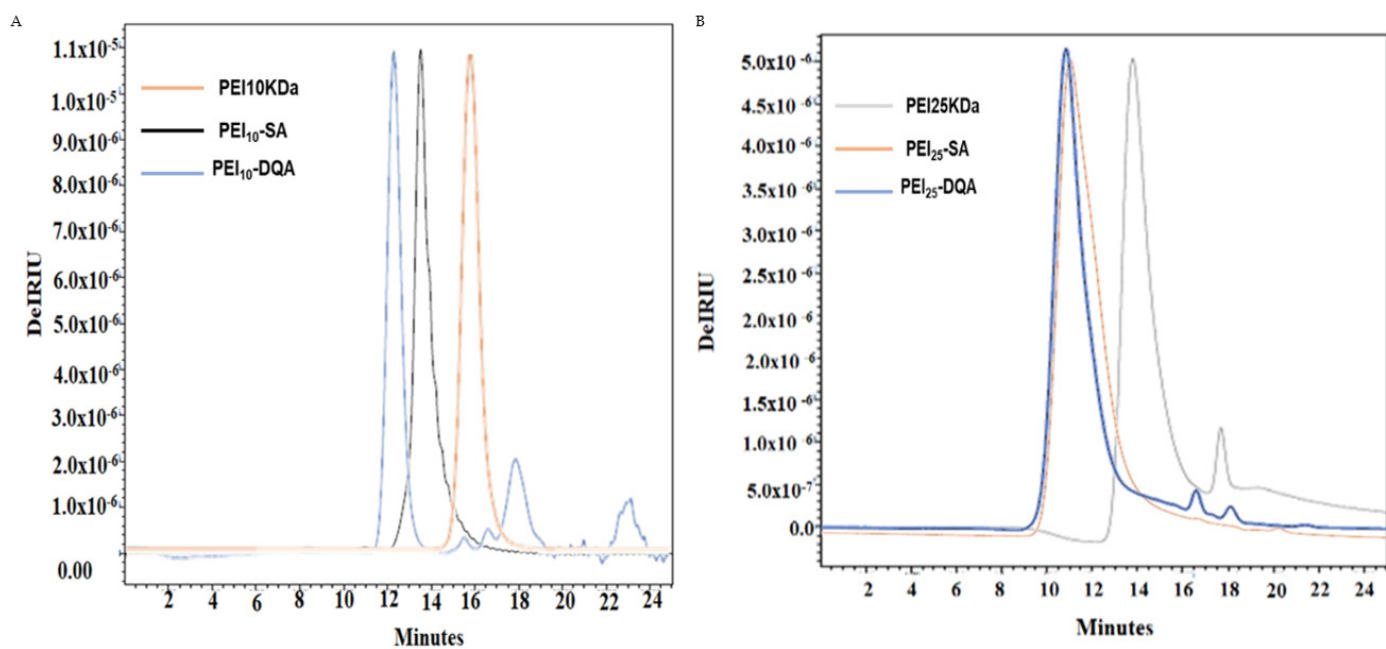 A
1.1x10⁻⁵
1.0x10⁻⁵
9.0x10⁻⁶
8.0x10⁻⁶
7.0x10⁻⁶
6.0x10⁻⁶
5.0x10⁻⁶
4.0x10⁻⁶
3.0x10⁻⁶
2.0x10⁻⁶
1.0x10⁻⁶
0.00
DeIRIU
PEI10KDa
PEI₁₀-SA
PEI₁₀-DQA
2 4 6 8 10 12 14 16 18 20 22 24
Minutes
B
5.0x10⁻⁶
4.5x10⁻⁶
4.0x10⁻⁶
3.5x10⁻⁶
3.0x10⁻⁶
2.5x10⁻⁶
2.0x10⁻⁶
1.5x10⁻⁶
1.0x10⁻⁶
5.0x10⁻⁷
0.0
DeIRIU
PEI25KDa
PEI₂₅-SA
PEI₂₅-DQA
2 4 6 8 10 12 14 16 18 20 22 24
Minutes